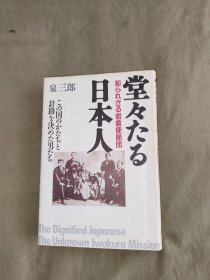 堂々たる
日本人
知られざる岩倉使節団
この国のかたちと
針路を決めた男たち
泉三郎
The Dignified Japanese
The Unknown Iwakura Mission